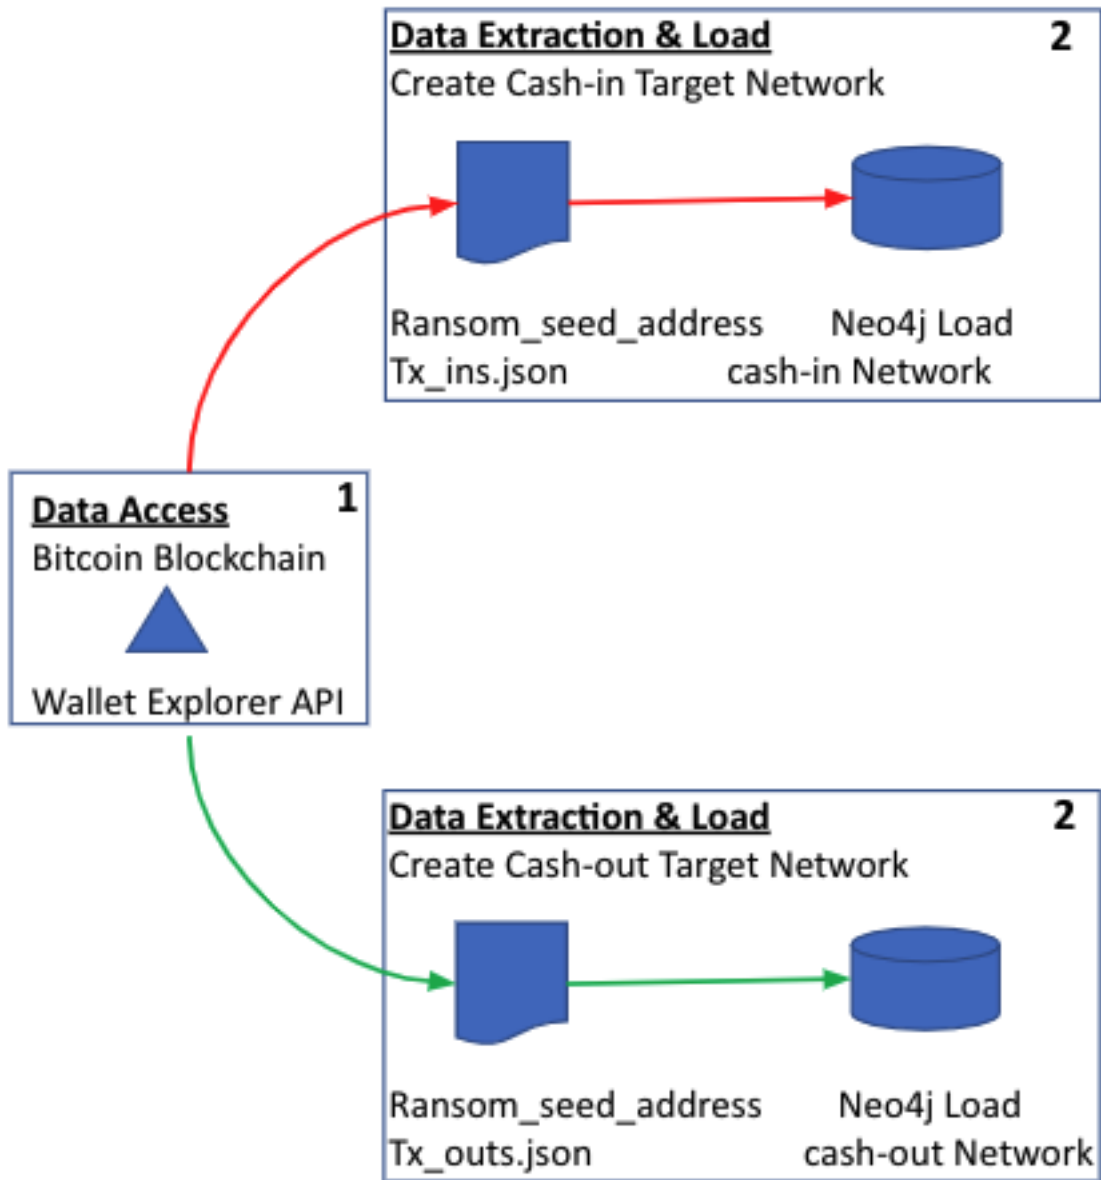 Data Extraction & Load 2
Create Cash-in Target Network
Ransom_seed_address Neo4j Load
Tx_ins.json cash-in Network
Data Access 1
Bitcoin Blockchain
Wallet Explorer API
Data Extraction & Load 2
Create Cash-out Target Network
Ransom_seed_address Neo4j Load
Tx_outs.json cash-out Network